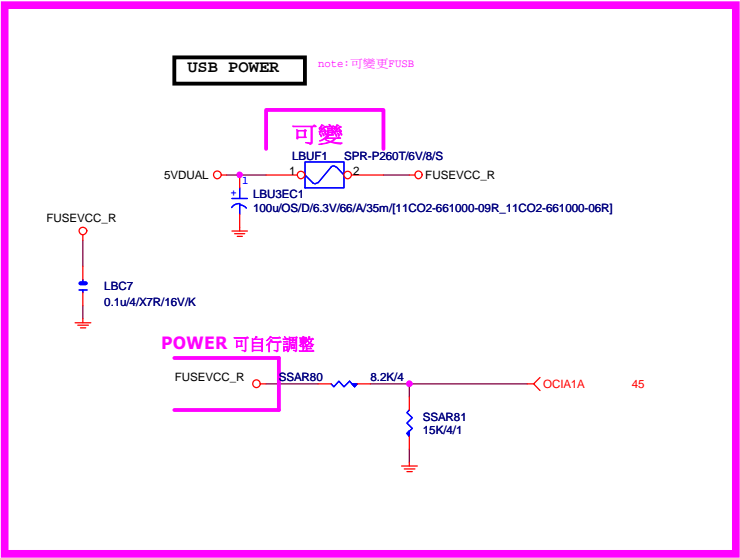 USB POWER
note:可變更FUSB
可變
LBUF1 SPR-P260T/6V/8/S
5VDUAL 1 2 FUSEVCC_R
1
+
LBU3EC1
100u/OS/D/6.3V/66/A/35m/[11CO2-661000-09R_11CO2-661000-06R]
FUSEVCC_R
LBC7
0.1u/4/X7R/16V/K
POWER 可自行調整
FUSEVCC_R SSAR80 8.2K/4 OCIA1A 45
SSAR81
15K/4/1